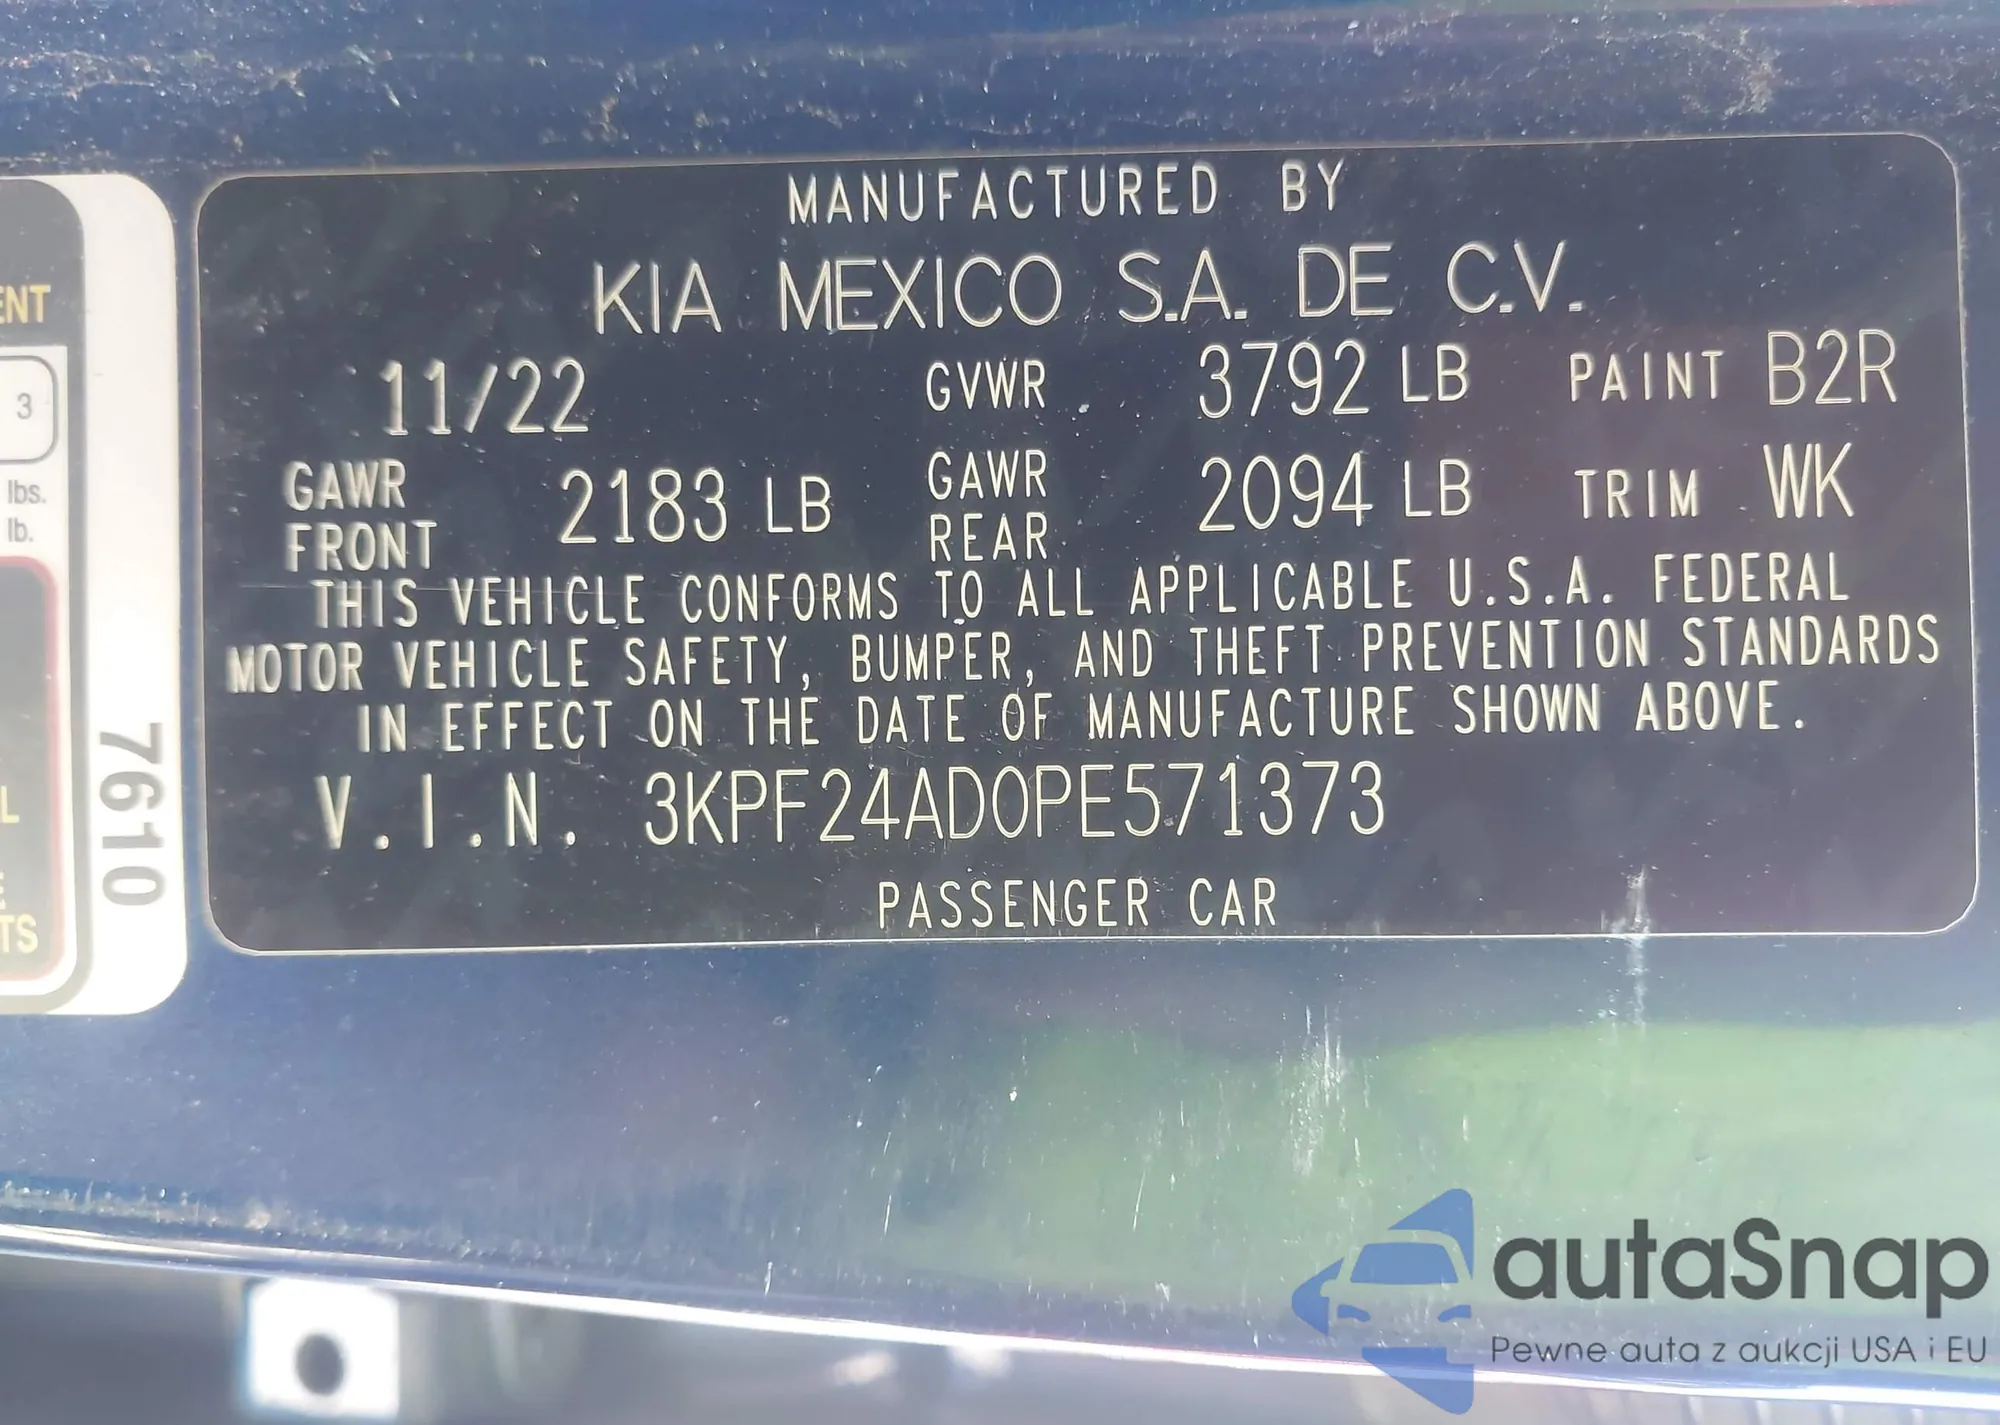 MANUFACTURED BY
KIA MEXICO S.A. DE C.V.
11/22 GVWR 3792 LB PAINT B2R
GAWR FRONT 2183 LB GAWR REAR 2094 LB TRIM WK
THIS VEHICLE CONFORMS TO ALL APPLICABLE U.S.A. FEDERAL
MOTOR VEHICLE SAFETY, BUMPER, AND THEFT PREVENTION STANDARDS
IN EFFECT ON THE DATE OF MANUFACTURE SHOWN ABOVE.
V.I.N. 3KPF24AD0PE571373
PASSENGER CAR
ENT
3
lbs.
lb.
L
TS
7610
autaSnap
Pewne auta z aukcji USA i EU